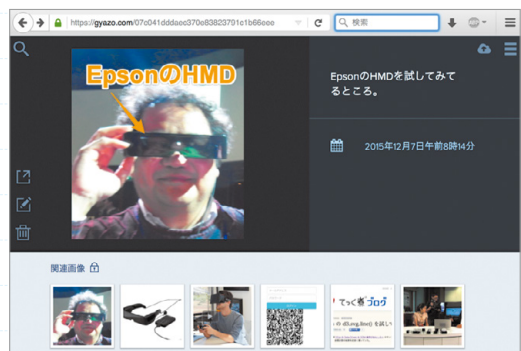 https://gyazo.com/07c041dddaec370e83823791c1b66eee
検索
EpsonのHMD
EpsonのHMDを試してみて
るところ。
2015年12月7日午前8時14分
関連画像
てっく煮ブログ